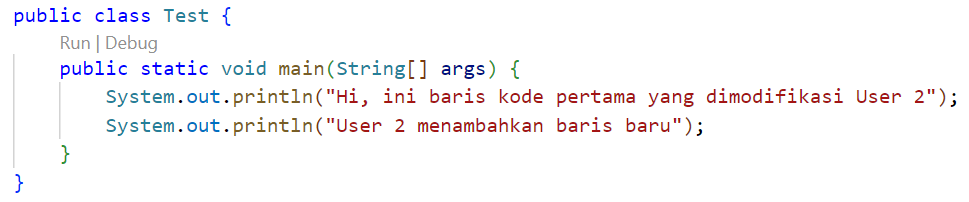 public class Test {
Run | Debug
public static void main(String[] args) {
System.out.println("Hi, ini baris kode pertama yang dimodifikasi User 2");
System.out.println("User 2 menambahkan baris baru");
}
}